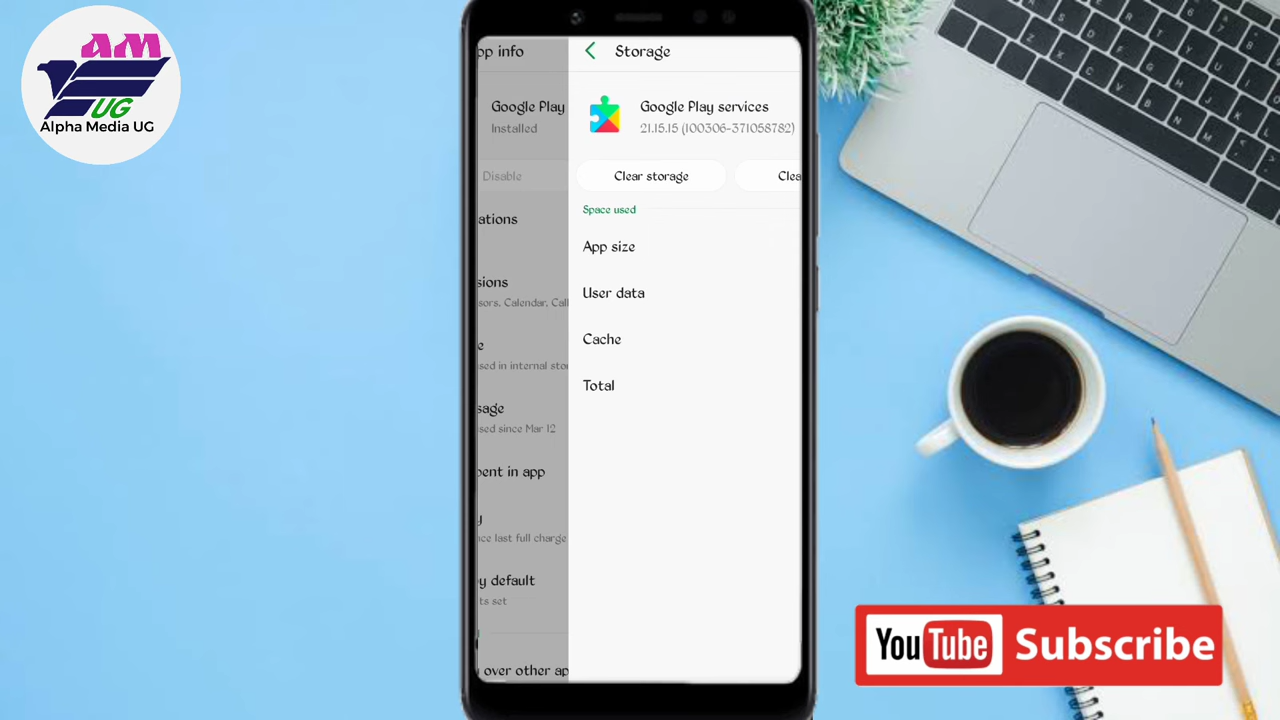 AM
UG
Alpha Media UG
pp info
Google Play
Installed
Disable
ations
sions
sors, Calendar, Call
e
sed in internal stor
sage
sed since Mar 12
pent in app
y
nce last full charge
y default
ts set
y over other ap
Storage
Google Play services
21.15.15 (100306-371058782)
Clear storage
Clea
Space used
App size
User data
Cache
Total
YouTube Subscribe